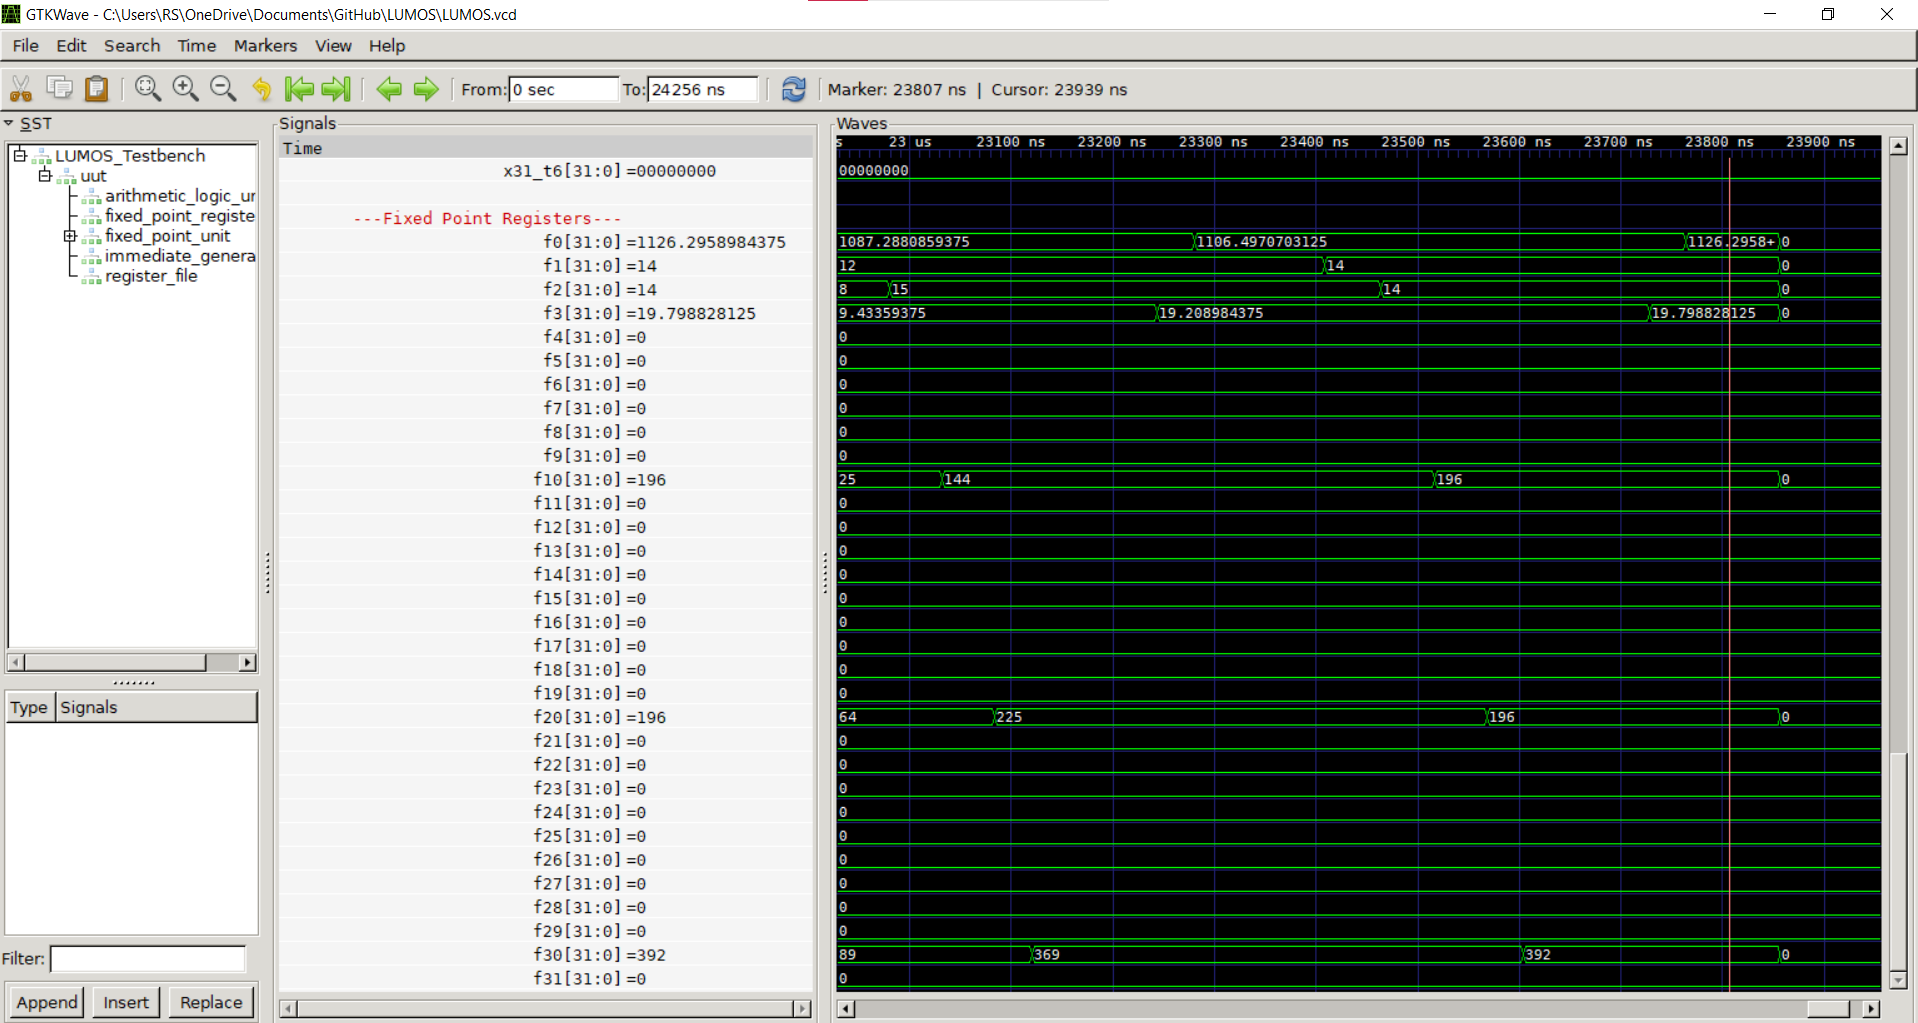 GTKWave - C:\Users\RS\OneDrive\Documents\GitHub\LUMOS\LUMOS.vcd
File Edit Search Time Markers View Help
From: 0 sec To: 24256 ns Marker: 23807 ns | Cursor: 23939 ns
SST
LUMOS_Testbench
uut
arithmetic_logic_ur
fixed_point_registe
fixed_point_unit
immediate_genera
register_file
Type Signals
Filter:
Append Insert Replace
Signals
Time
x31_t6[31:0] =00000000
---Fixed Point Registers---
f0[31:0] =1126.2958984375
f1[31:0] =14
f2[31:0] =14
f3[31:0] =19.798828125
f4[31:0] =0
f5[31:0] =0
f6[31:0] =0
f7[31:0] =0
f8[31:0] =0
f9[31:0] =0
f10[31:0] =196
f11[31:0] =0
f12[31:0] =0
f13[31:0] =0
f14[31:0] =0
f15[31:0] =0
f16[31:0] =0
f17[31:0] =0
f18[31:0] =0
f19[31:0] =0
f20[31:0] =196
f21[31:0] =0
f22[31:0] =0
f23[31:0] =0
f24[31:0] =0
f25[31:0] =0
f26[31:0] =0
f27[31:0] =0
f28[31:0] =0
f29[31:0] =0
f30[31:0] =392
f31[31:0] =0
Waves
s 23 us 23100 ns 23200 ns 23300 ns 23400 ns 23500 ns 23600 ns 23700 ns 23800 ns 23900 ns
00000000
1087.2880859375 1106.4970703125 1126.2958+ 0
12 14 0
8 15 14 0
9.43359375 19.208984375 19.798828125 0
0
0
0
0
0
0
25 144 196 0
0
0
0
0
0
0
0
0
0
64 225 196 0
0
0
0
0
0
0
0
0
0
89 369 392 0
0